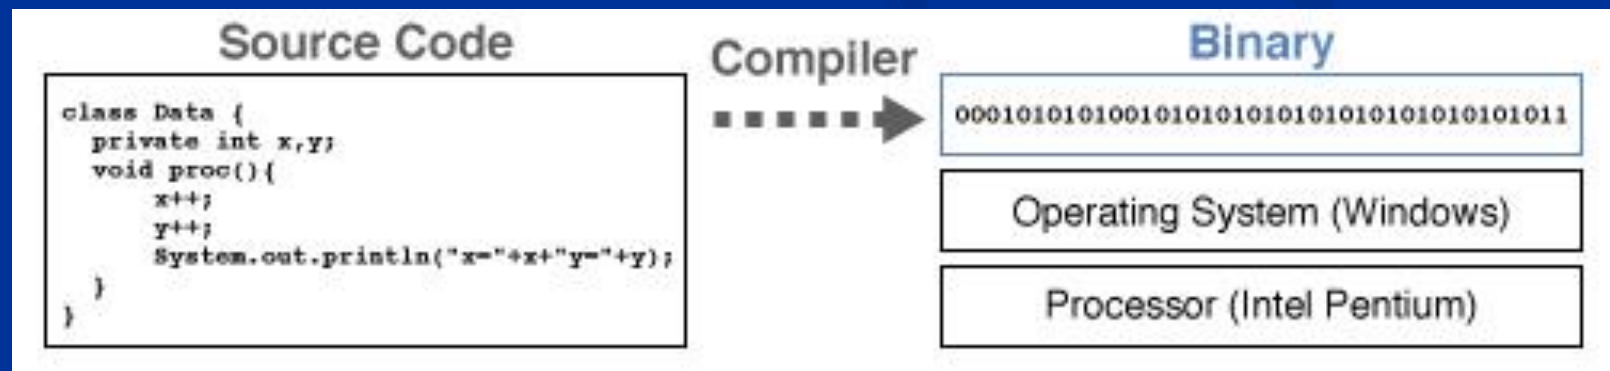 Source Code
class Data {
private int x,y;
void proc(){
x++;
y++;
System.out.println("x="+x+"y="+y);
}
}
Compiler
Binary
00010101010010101010101010101010101010101011
Operating System (Windows)
Processor (Intel Pentium)